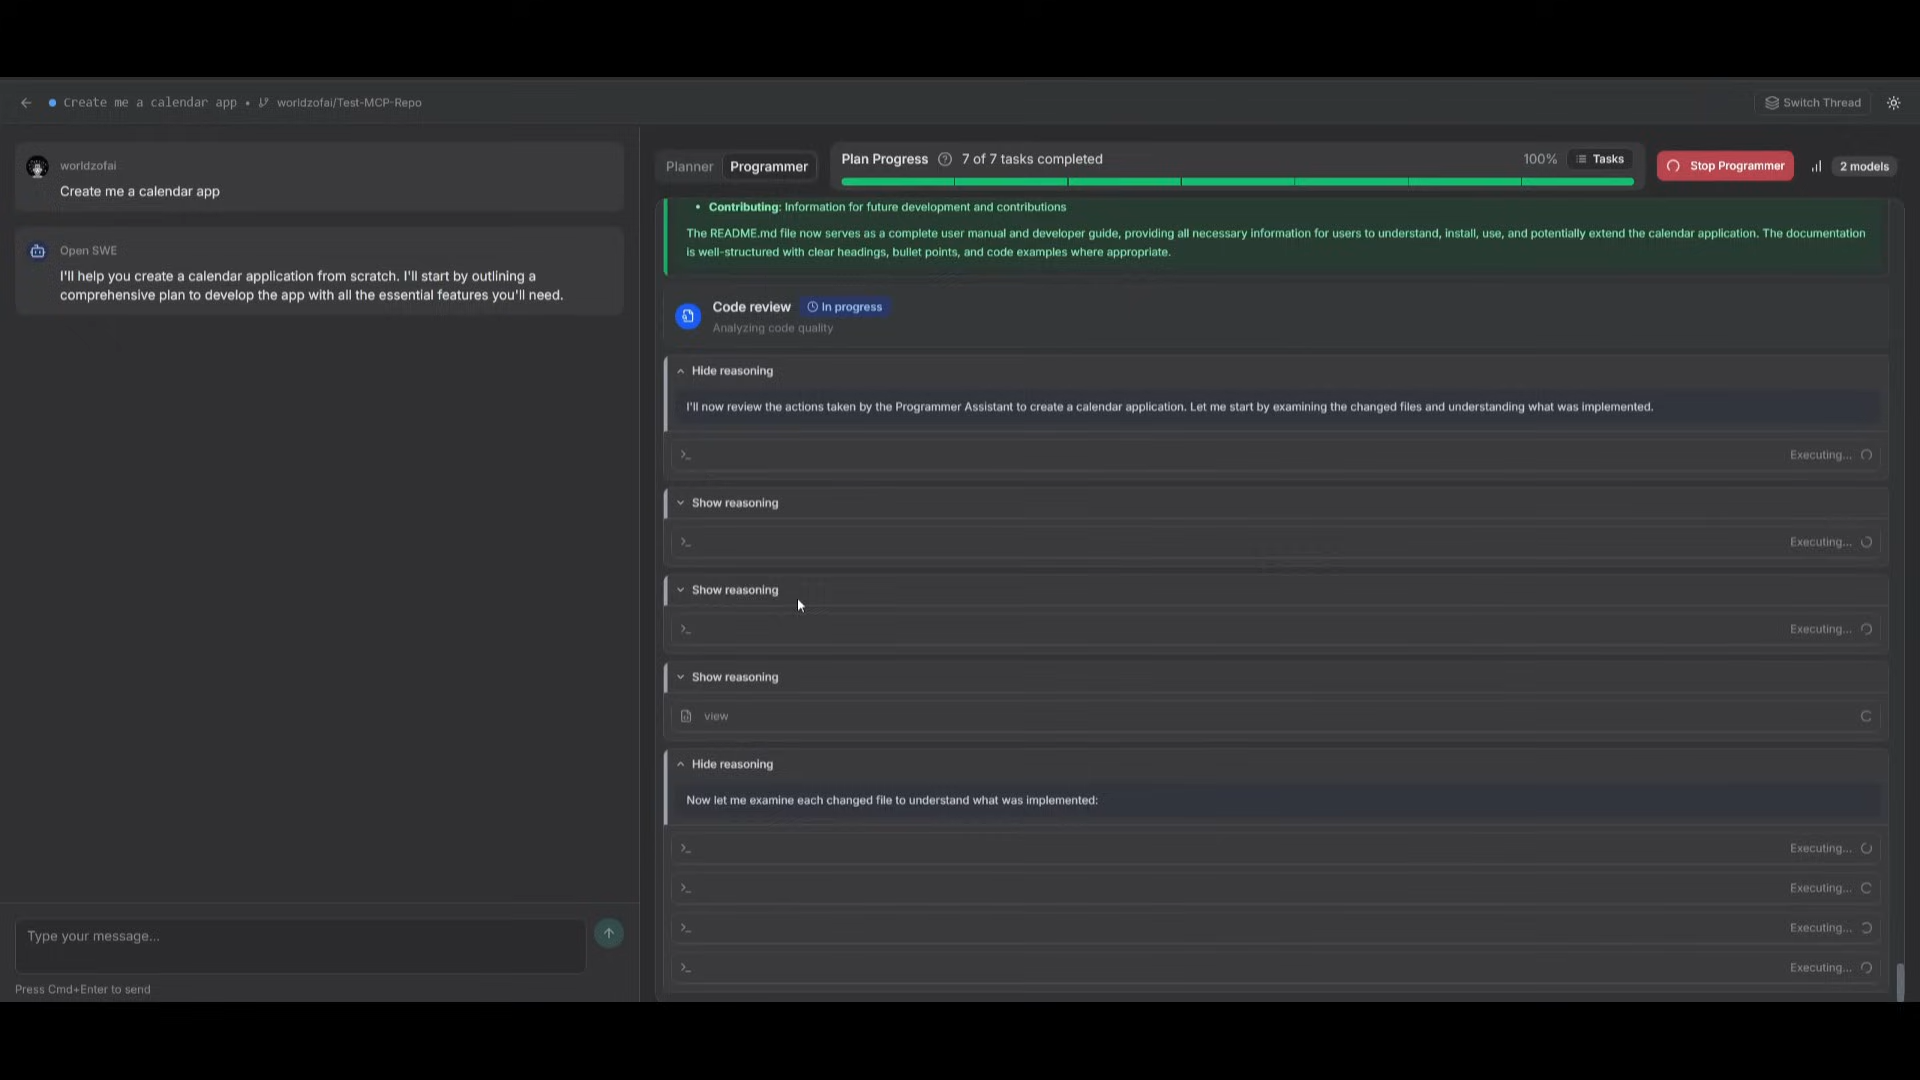 Create me a calendar app • worldzofai/Test-MCP-Repo
Switch Thread
worldzofai
Create me a calendar app
Open SWE
I'll help you create a calendar application from scratch. I'll start by outlining a
comprehensive plan to develop the app with all the essential features you'll need.
Type your message...
Press Cmd+Enter to send
Planner
Programmer
Plan Progress 7 of 7 tasks completed
100%
Tasks
Stop Programmer
2 models
• Contributing: Information for future development and contributions
The README.md file now serves as a complete user manual and developer guide, providing all necessary information for users to understand, install, use, and potentially extend the calendar application. The documentation
is well-structured with clear headings, bullet points, and code examples where appropriate.
Code review In progress
Analyzing code quality
Hide reasoning
I'll now review the actions taken by the Programmer Assistant to create a calendar application. Let me start by examining the changed files and understanding what was implemented.
>_ Executing...
Show reasoning
>_ Executing...
Show reasoning
>_ Executing...
Show reasoning
view
Hide reasoning
Now let me examine each changed file to understand what was implemented:
>_ Executing...
>_ Executing...
>_ Executing...
>_ Executing...